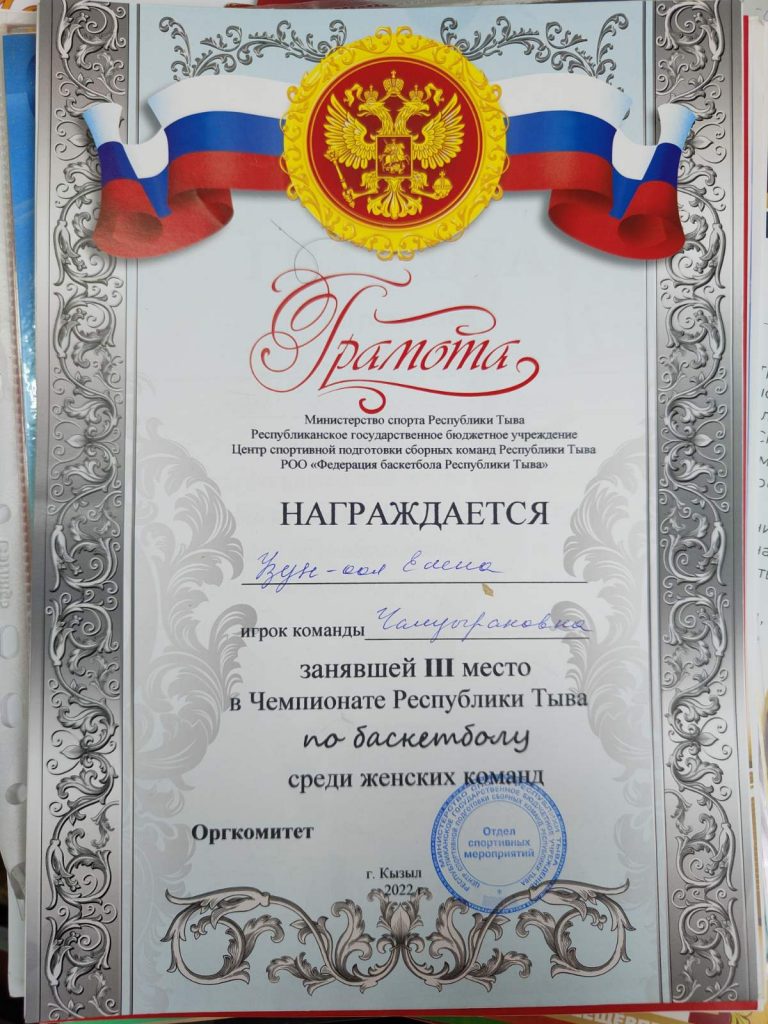 Грамота
Министерство спорта Республики Тыва
Республиканское государственное бюджетное учреждение
Центр спортивной подготовки сборных команд Республики Тыва
РОО «Федерация баскетбола Республики Тыва»
НАГРАЖДАЕТСЯ
Кун-оол Елена
игрок команды
занявшей III место
в Чемпионате Республики Тыва
по баскетболу
среди женских команд
Оргкомитет
Отдел
спортивных
мероприятий
г. Кызыл
2022 г.